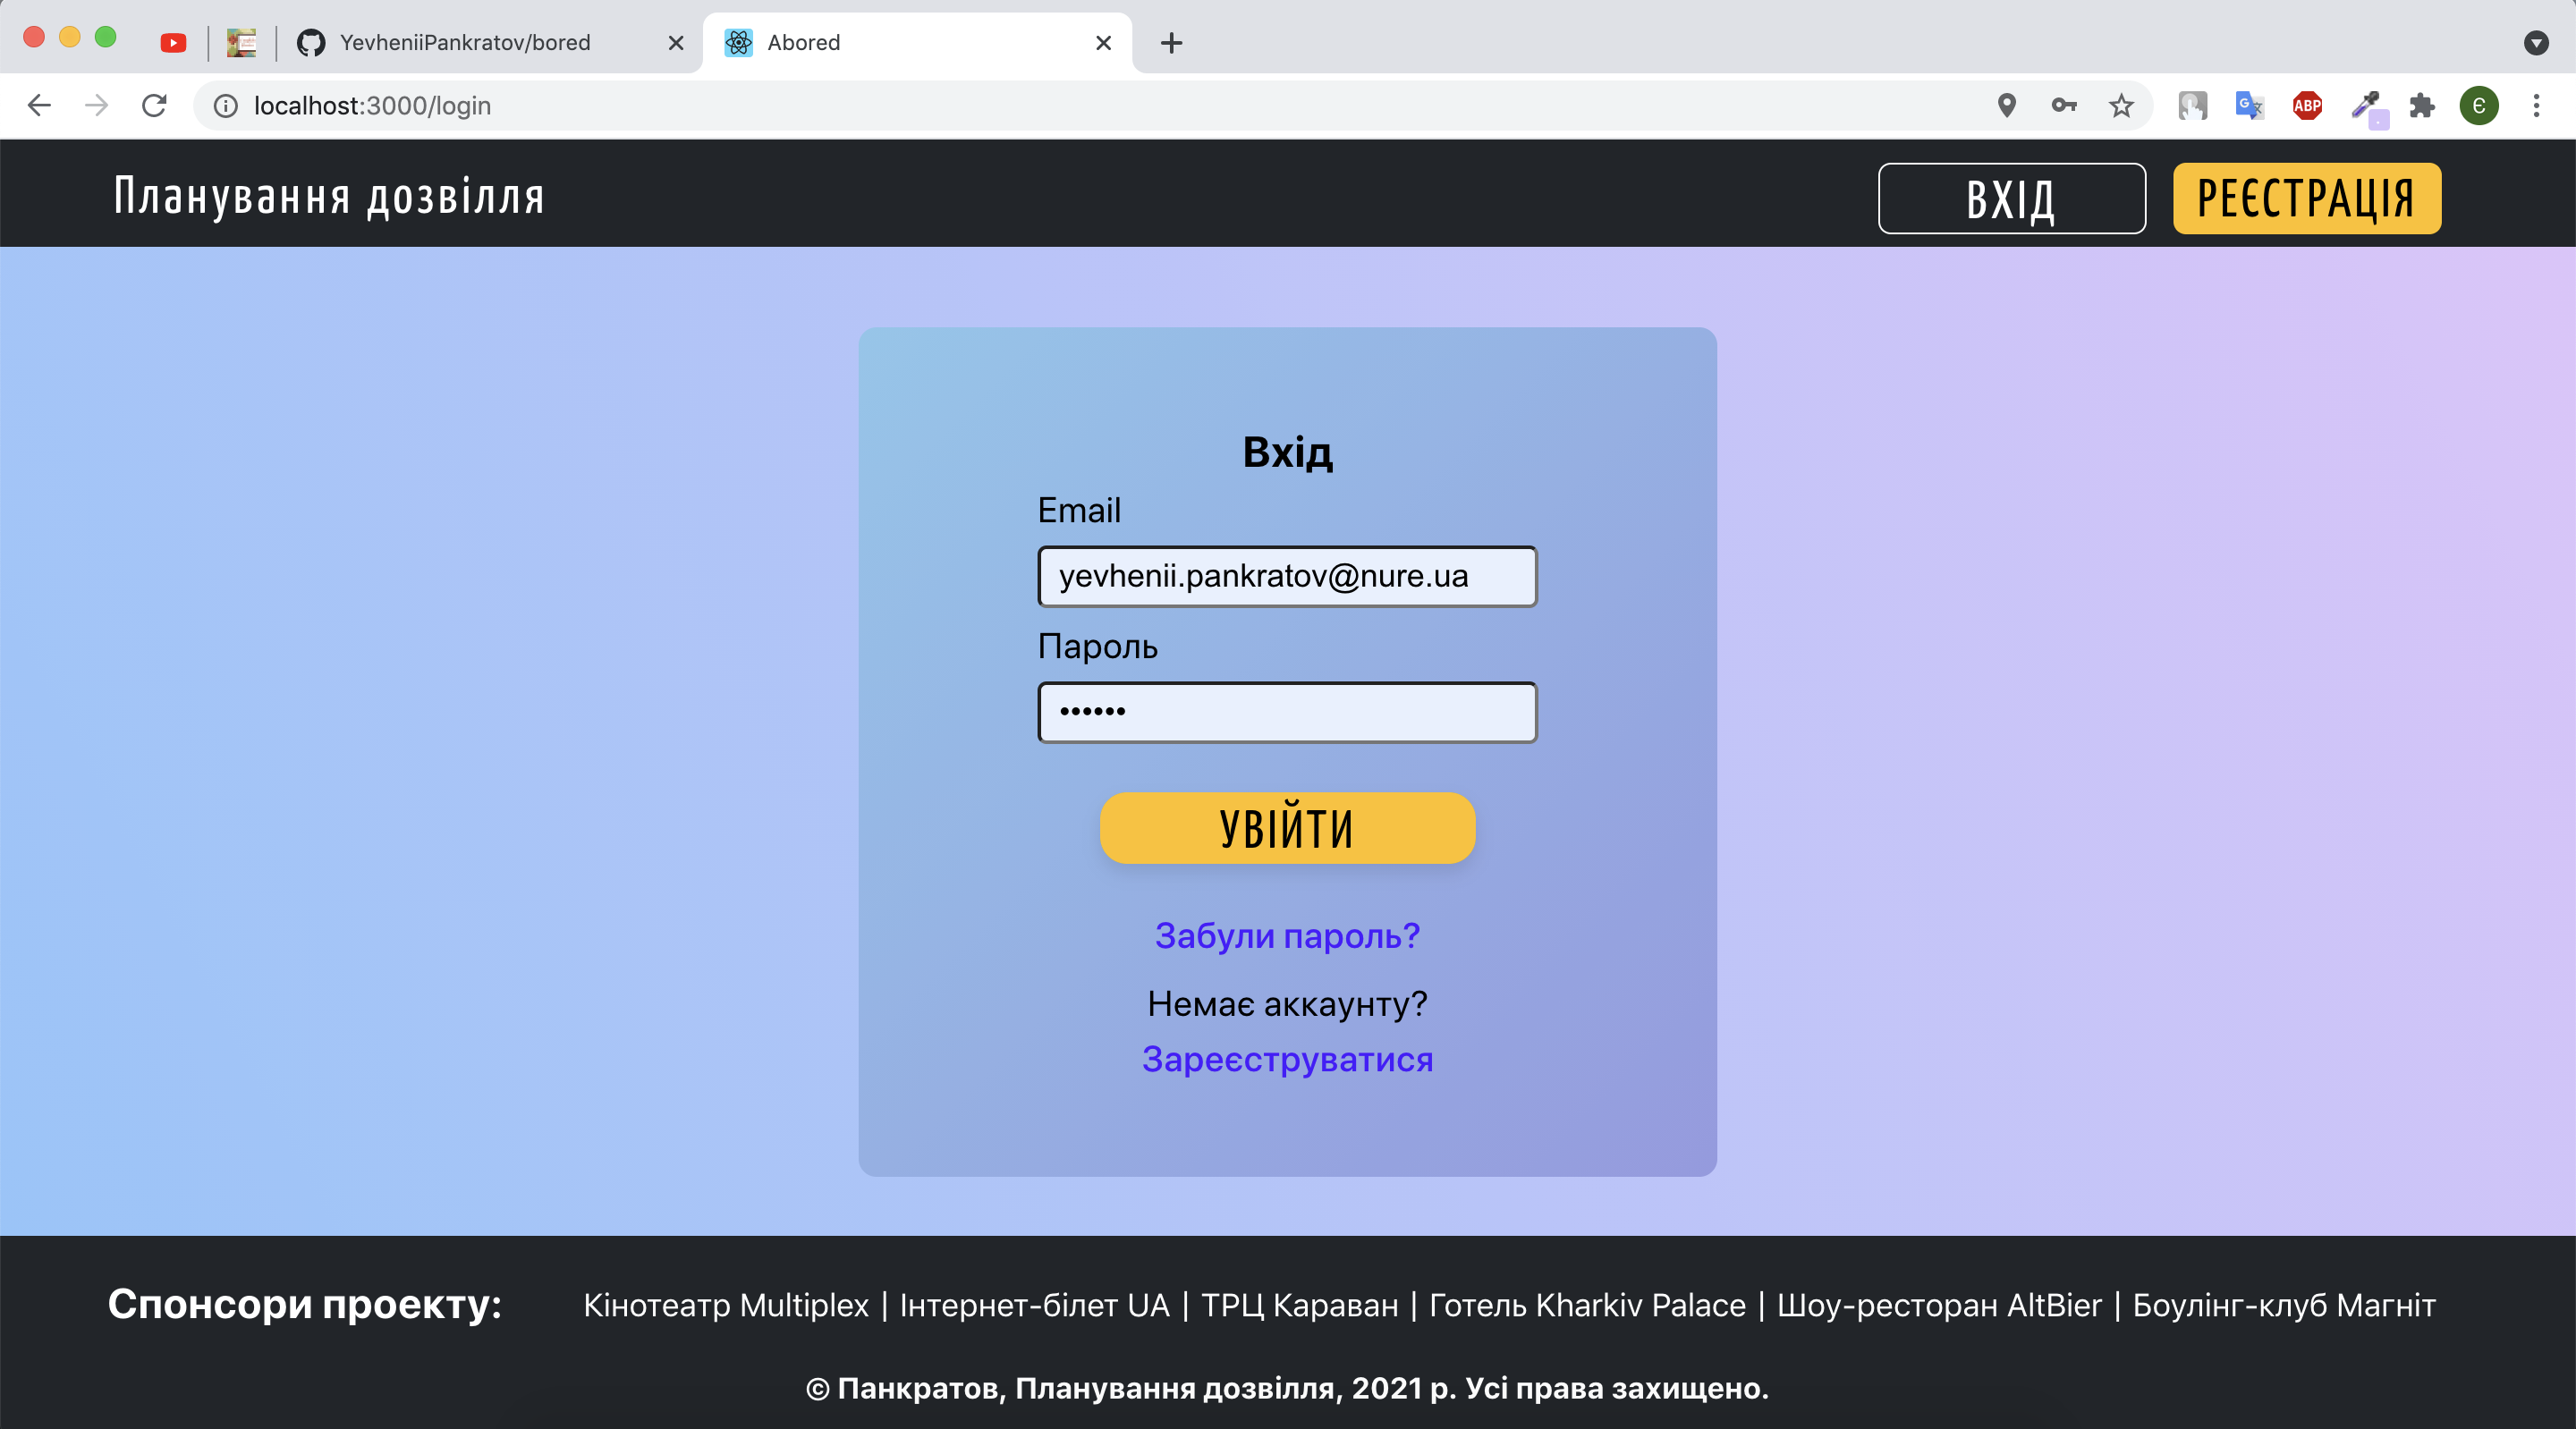 YevheniiPankratov/bored
Abored
localhost:3000/login
ABP
Є
Планування дозвілля
ВХІД
РЕЄСТРАЦІЯ
Вхід
Email
yevhenii.pankratov@nure.ua
Пароль
••••••
УВІЙТИ
Забули пароль?
Немає аккаунту?
Зареєструватися
Спонсори проекту:
Кінотеатр Multiplex | Інтернет-білет UA | ТРЦ Караван | Готель Kharkiv Palace | Шоу-ресторан AltBier | Боулінг-клуб Магніт
© Панкратов, Планування дозвілля, 2021 р. Усі права захищено.